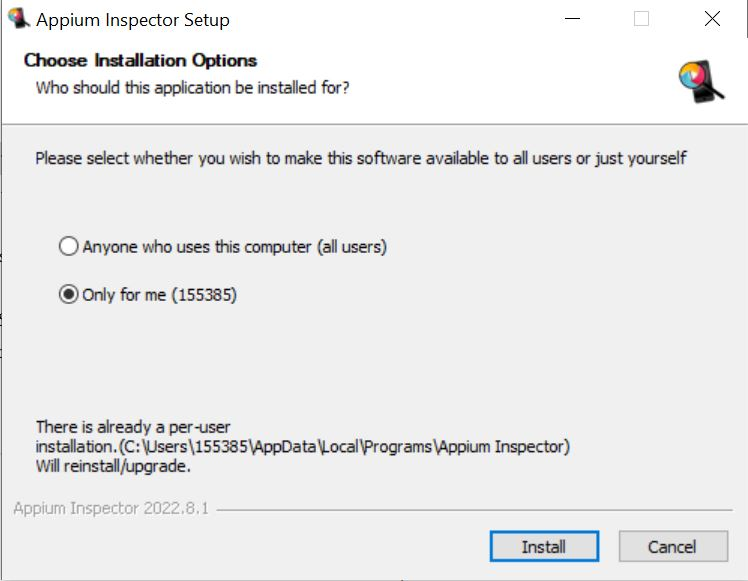 Appium Inspector Setup
Choose Installation Options
Who should this application be installed for?
Please select whether you wish to make this software available to all users or just yourself
Anyone who uses this computer (all users)
Only for me (155385)
There is already a per-user
installation.(C:\Users\155385\AppData\Local\Programs\Appium Inspector)
Will reinstall/upgrade.
Appium Inspector 2022.8.1
Install
Cancel